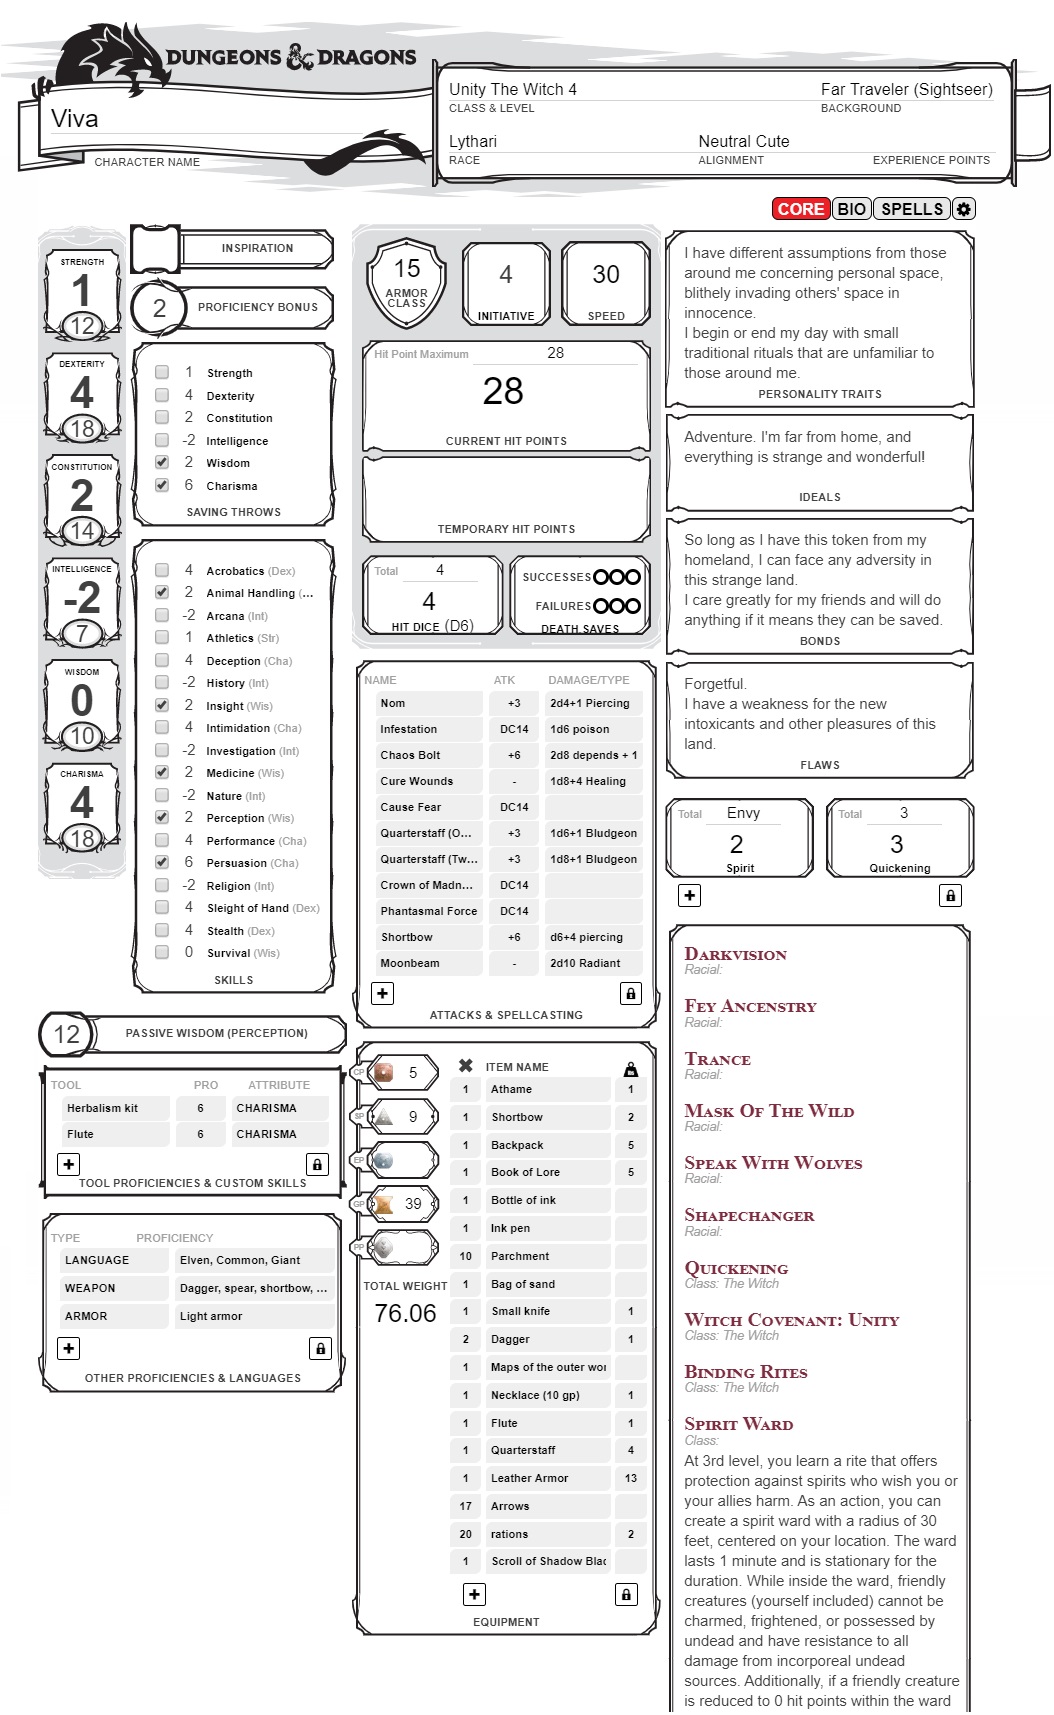 DUNGEONS & DRAGONS
Viva
CHARACTER NAME
Unity The Witch 4
Far Traveler (Sightseer)
CLASS & LEVEL
BACKGROUND
Lythari
Neutral Cute
RACE
ALIGNMENT
EXPERIENCE POINTS
CORE
BIO
SPELLS
STRENGTH
1
12
DEXTERITY
4
18
CONSTITUTION
2
14
INTELLIGENCE
-2
7
WISDOM
0
10
CHARISMA
4
18
INSPIRATION
2
PROFICIENCY BONUS
1 Strength
4 Dexterity
2 Constitution
-2 Intelligence
2 Wisdom
6 Charisma
SAVING THROWS
4 Acrobatics (Dex)
2 Animal Handling (...
-2 Arcana (Int)
1 Athletics (Str)
4 Deception (Cha)
-2 History (Int)
2 Insight (Wis)
4 Intimidation (Cha)
-2 Investigation (Int)
2 Medicine (Wis)
-2 Nature (Int)
2 Perception (Wis)
4 Performance (Cha)
6 Persuasion (Cha)
-2 Religion (Int)
4 Sleight of Hand (Dex)
4 Stealth (Dex)
0 Survival (Wis)
SKILLS
12
PASSIVE WISDOM (PERCEPTION)
TOOL PRO ATTRIBUTE
Herbalism kit 6 CHARISMA
Flute 6 CHARISMA
TOOL PROFICIENCIES & CUSTOM SKILLS
TYPE PROFICIENCY
LANGUAGE Elven, Common, Giant
WEAPON Dagger, spear, shortbow, ...
ARMOR Light armor
OTHER PROFICIENCIES & LANGUAGES
15
ARMOR
CLASS
4
INITIATIVE
30
SPEED
Hit Point Maximum 28
28
CURRENT HIT POINTS
TEMPORARY HIT POINTS
Total 4
4
HIT DICE (D6)
SUCCESSES
FAILURES
DEATH SAVES
NAME ATK DAMAGE/TYPE
Nom +3 2d4+1 Piercing
Infestation DC14 1d6 poison
Chaos Bolt +6 2d8 depends + 1
Cure Wounds - 1d8+4 Healing
Cause Fear DC14
Quarterstaff (O... +3 1d6+1 Bludgeon
Quarterstaff (Tw... +3 1d8+1 Bludgeon
Crown of Madn... DC14
Phantasmal Force DC14
Shortbow +6 d6+4 piercing
Moonbeam - 2d10 Radiant
ATTACKS & SPELLCASTING
CP 5
SP 9
EP
GP 39
PP
TOTAL WEIGHT
76.06
ITEM NAME
1 Athame 1
1 Shortbow 2
1 Backpack 5
1 Book of Lore 5
1 Bottle of ink
1 Ink pen
10 Parchment
1 Bag of sand
1 Small knife 1
2 Dagger 1
1 Maps of the outer wor
1 Necklace (10 gp) 1
1 Flute 1
1 Quarterstaff 4
1 Leather Armor 13
17 Arrows
20 rations 2
1 Scroll of Shadow Blad
EQUIPMENT
I have different assumptions from those
around me concerning personal space,
blithely invading others' space in
innocence.
I begin or end my day with small
traditional rituals that are unfamiliar to
those around me.
PERSONALITY TRAITS
Adventure. I'm far from home, and
everything is strange and wonderful!
IDEALS
So long as I have this token from my
homeland, I can face any adversity in
this strange land.
I care greatly for my friends and will do
anything if it means they can be saved.
BONDS
Forgetful.
I have a weakness for the new
intoxicants and other pleasures of this
land.
FLAWS
Total Envy
2
Spirit
Total 3
3
Quickening
DARKVISION
Racial:
FEY ANCENSTRY
Racial:
TRANCE
Racial:
MASK OF THE WILD
Racial:
SPEAK WITH WOLVES
Racial:
SHAPECHANGER
Racial:
QUICKENING
Class: The Witch
WITCH COVENANT: UNITY
Class: The Witch
BINDING RITES
Class: The Witch
SPIRIT WARD
Class:
At 3rd level, you learn a rite that offers
protection against spirits who wish you or
your allies harm. As an action, you can
create a spirit ward with a radius of 30
feet, centered on your location. The ward
lasts 1 minute and is stationary for the
duration. While inside the ward, friendly
creatures (yourself included) cannot be
charmed, frightened, or possessed by
undead and have resistance to all
damage from incorporeal undead
sources. Additionally, if a friendly creature
is reduced to 0 hit points within the ward